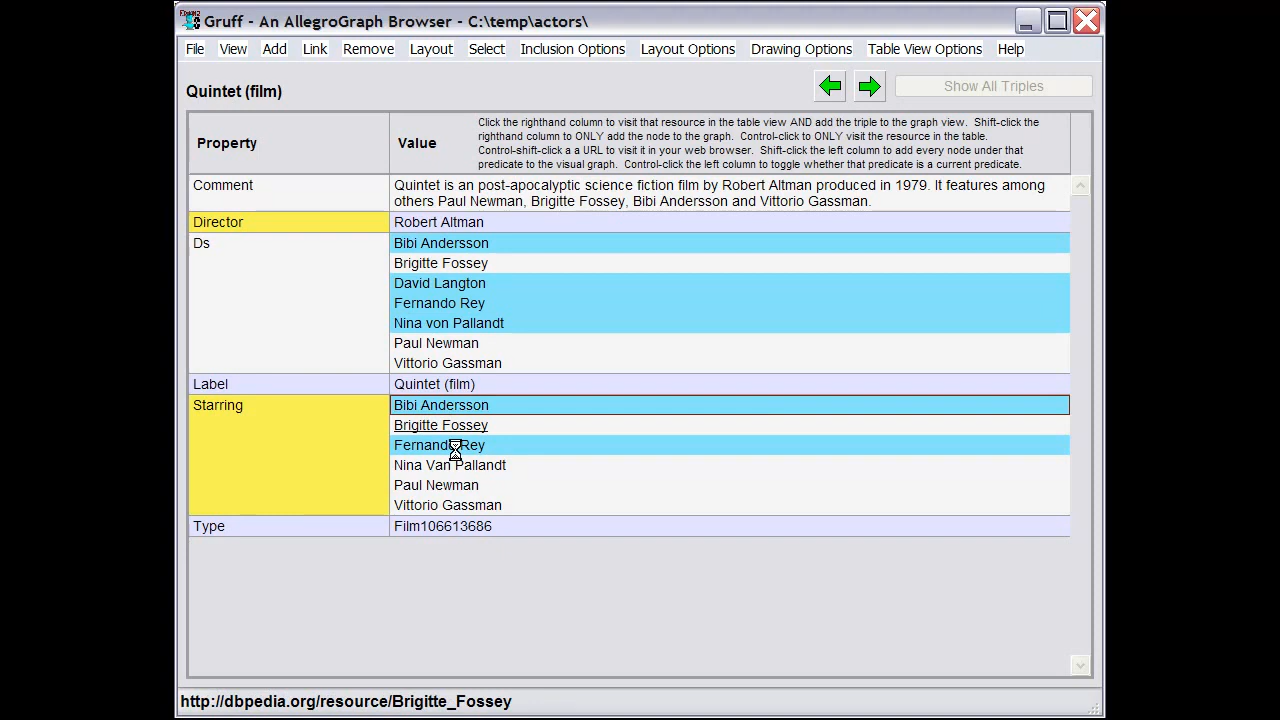 Gruff - An AllegroGraph Browser - C:\temp\actors\
File View Add Link Remove Layout Select Inclusion Options Layout Options Drawing Options Table View Options Help
Quintet (film)
Show All Triples
Property
Value
Click the righthand column to visit that resource in the table view AND add the triple to the graph view. Shift-click the
righthand column to ONLY add the node to the graph. Control-click to ONLY visit the resource in the table.
Control-shift-click a a URL to visit it in your web browser. Shift-click the left column to add every node under that
predicate to the visual graph. Control-click the left column to toggle whether that predicate is a current predicate.
Comment
Quintet is an post-apocalyptic science fiction film by Robert Altman produced in 1979. It features among
others Paul Newman, Brigitte Fossey, Bibi Andersson and Vittorio Gassman.
Director
Robert Altman
Ds
Bibi Andersson
Brigitte Fossey
David Langton
Fernando Rey
Nina von Pallandt
Paul Newman
Vittorio Gassman
Label
Quintet (film)
Starring
Bibi Andersson
Brigitte Fossey
Fernando Rey
Nina Van Pallandt
Paul Newman
Vittorio Gassman
Type
Film106613686
http://dbpedia.org/resource/Brigitte_Fossey